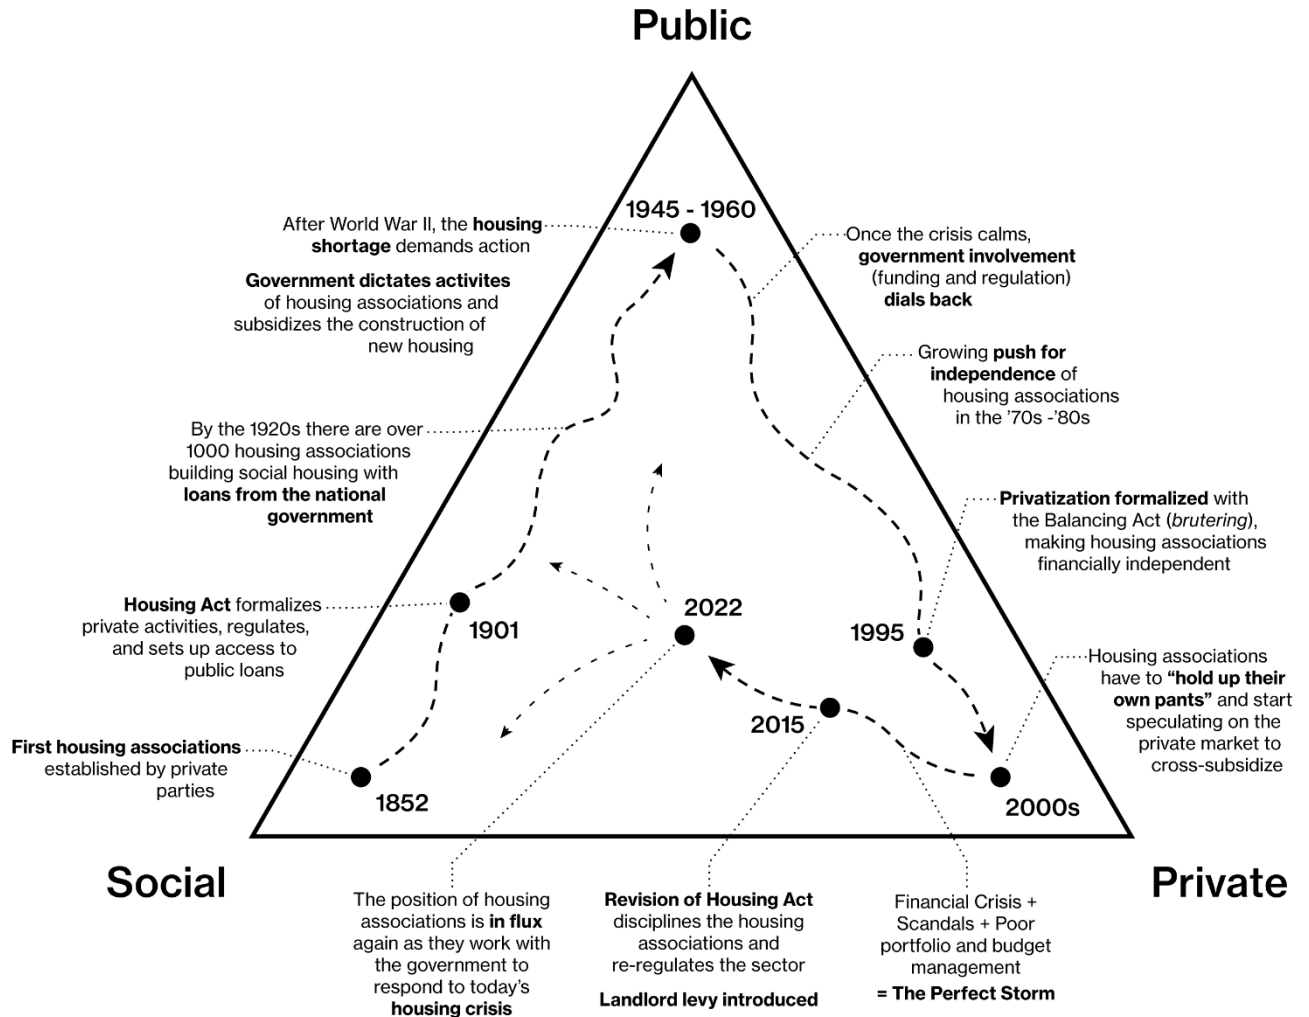 Public
1945 - 1960
After World War II, the housing
shortage demands action
Government dictates activites
of housing associations and
subsidizes the construction of
new housing
Once the crisis calms,
government involvement
(funding and regulation)
dials back
Growing push for
independence of
housing associations
in the ’70s -’80s
By the 1920s there are over
1000 housing associations
building social housing with
loans from the national
government
Privatization formalized with
the Balancing Act (brutering),
making housing associations
financially independent
Housing Act formalizes
private activities, regulates,
and sets up access to
public loans
1901
2022
1995
Housing associations
have to “hold up their
own pants” and start
speculating on the
private market to
cross-subsidize
First housing associations
established by private
parties
1852
2015
2000s
Social
Private
The position of housing
associations is in flux
again as they work with
the government to
respond to today’s
housing crisis
Revision of Housing Act
disciplines the housing
associations and
re-regulates the sector
Landlord levy introduced
Financial Crisis +
Scandals + Poor
portfolio and budget
management
= The Perfect Storm